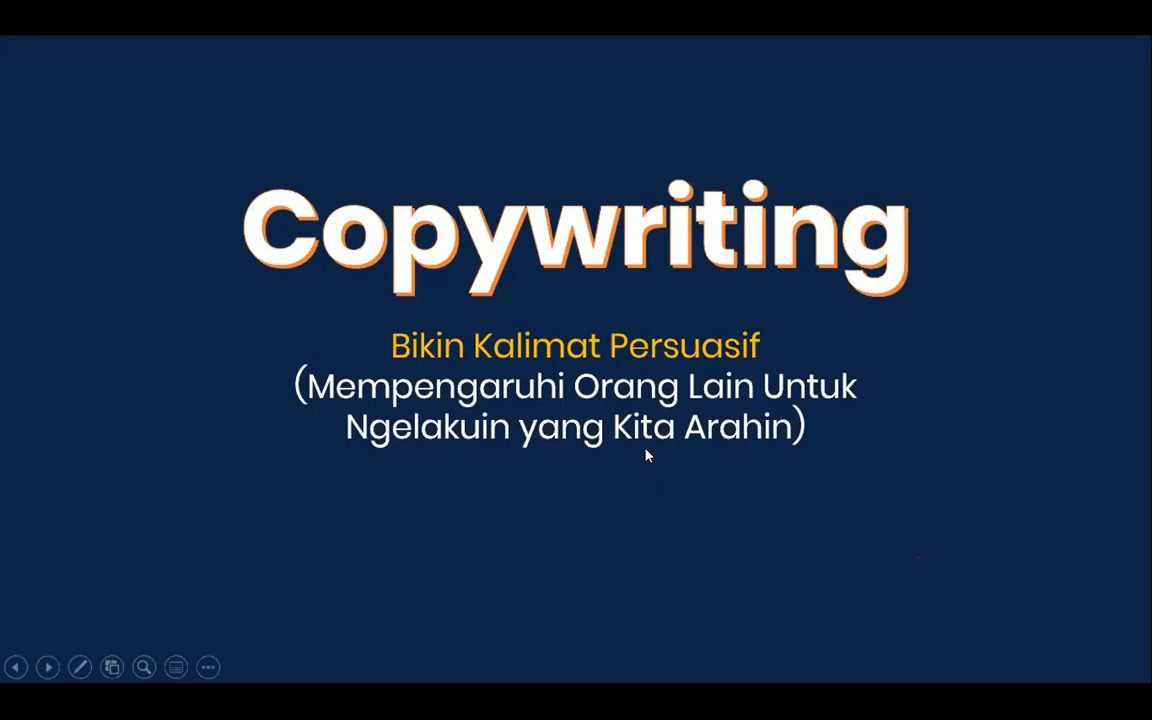 Copywriting
Bikin Kalimat Persuasif
(Mempengaruhi Orang Lain Untuk
Ngelakuin yang Kita Arahin)